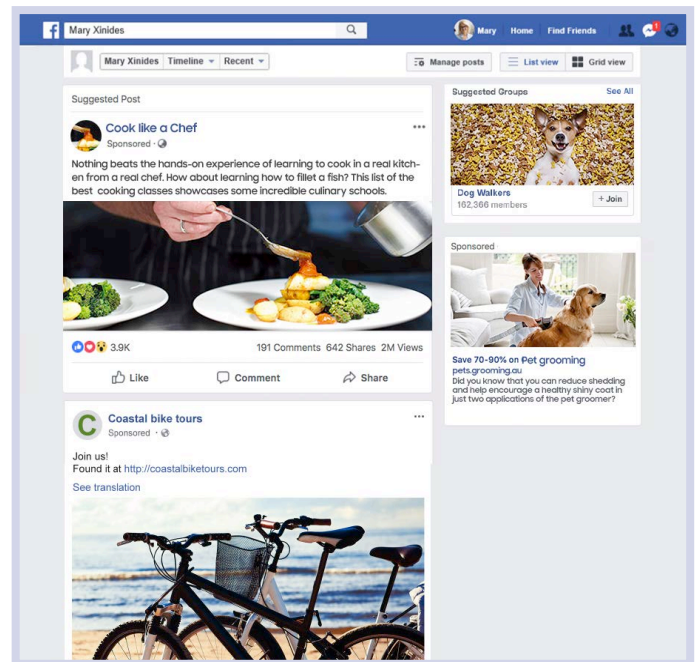 f
Mary Xinides
Mary Home Find Friends
1
Mary Xinides Timeline Recent
Manage posts List view Grid view
Suggested Post
Cook like a Chef
Sponsored ·
Nothing beats the hands-on experience of learning to cook in a real kitch-
en from a real chef. How about learning how to fillet a fish? This list of the
best cooking classes showcases some incredible culinary schools.
3.9K 191 Comments 642 Shares 2M Views
Like Comment Share
C
Coastal bike tours
Sponsored ·
Join us!
Found it at http://coastalbiketours.com
See translation
Suggested Groups See All
Dog Walkers
162,366 members
+ Join
Sponsored
Save 70-90% on Pet grooming
pets.grooming.au
Did you know that you can reduce shedding
and help encourage a healthy shiny coat in
just two applications of the pet groomer?